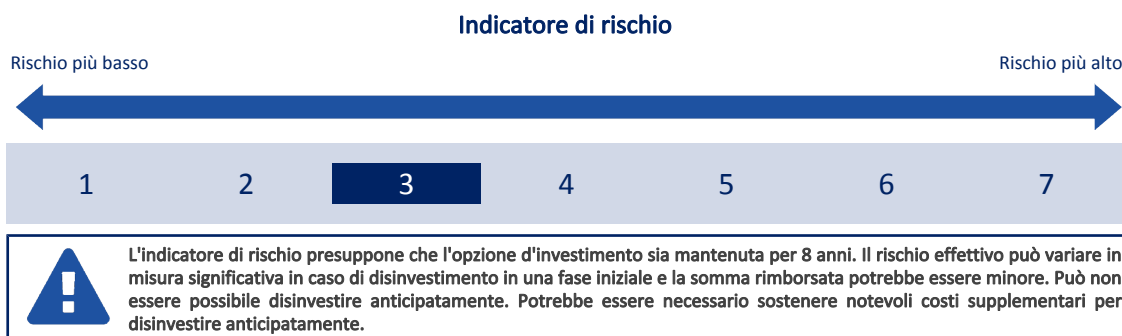 Indicatore di rischio
Rischio più basso Rischio più alto
1 2 3 4 5 6 7
L'indicatore di rischio presuppone che l'opzione d'investimento sia mantenuta per 8 anni. Il rischio effettivo può variare in
misura significativa in caso di disinvestimento in una fase iniziale e la somma rimborsata potrebbe essere minore. Può non
essere possibile disinvestire anticipatamente. Potrebbe essere necessario sostenere notevoli costi supplementari per
disinvestire anticipatamente.